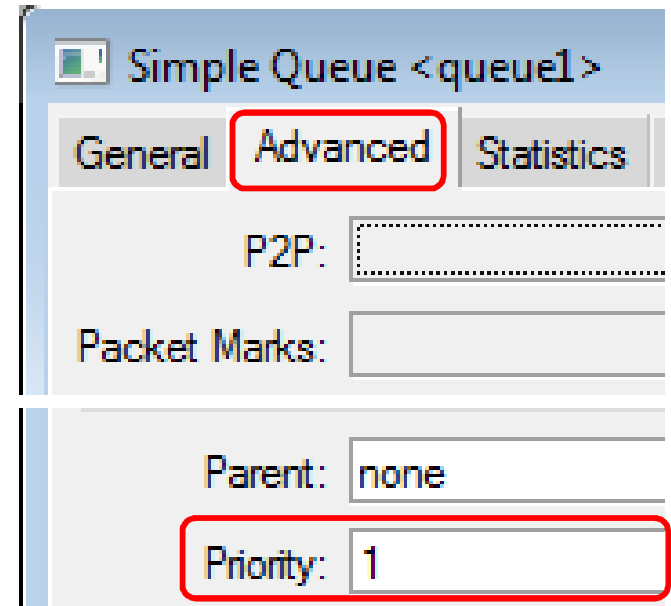 Simple Queue <queue1>
General Advanced Statistics
P2P:
Packet Marks:
Parent: none
Priority: 1